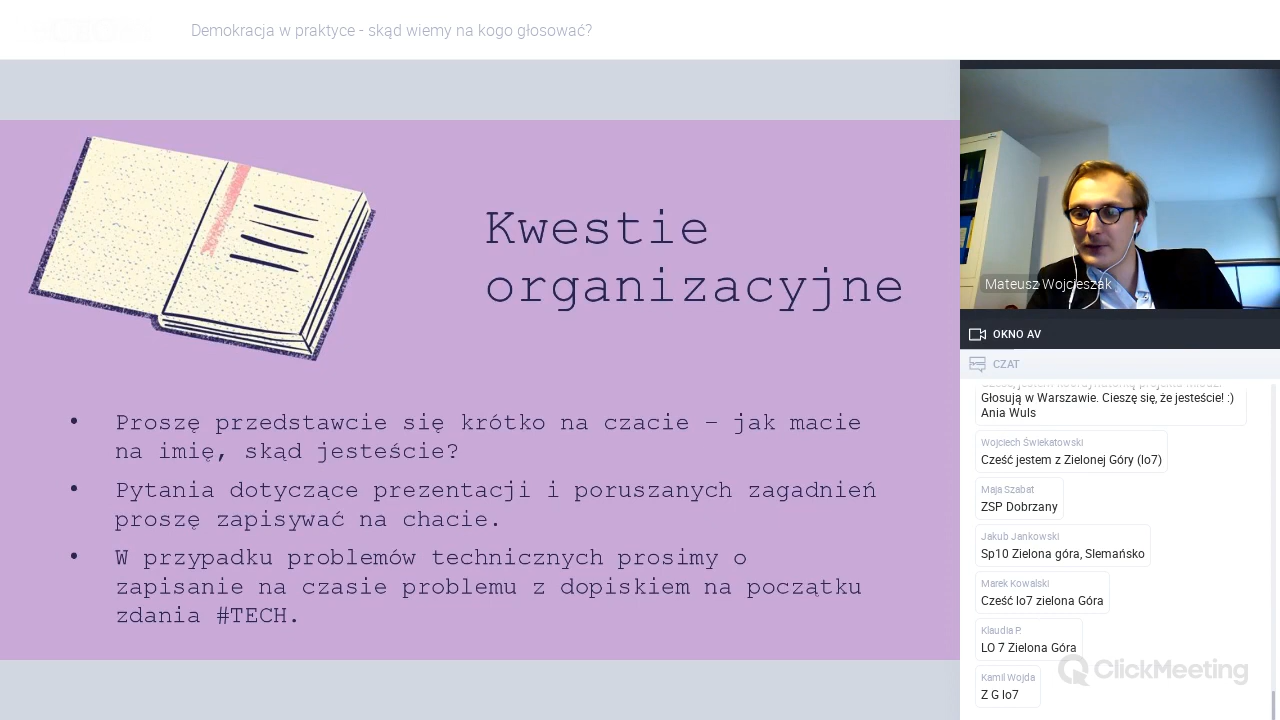 Demokracja w praktyce - skąd wiemy na kogo głosować?
Kwestie
organizacyjne
• Proszę przedstawcie się krótko na czacie – jak macie
na imię, skąd jesteście?
• Pytania dotyczące prezentacji i poruszanych zagadnień
proszę zapisywać na chacie.
• W przypadku problemów technicznych prosimy o
zapisanie na czasie problemu z dopiskiem na początku
zdania #TECH.
Mateusz Wojcieszak
OKNO AV
CZAT
Głosują w Warszawie. Cieszę się, że jesteście! :)
Ania Wuls
Wojciech Świekatowski
Cześć jestem z Zielonej Góry (lo7)
Maja Szabat
ZSP Dobrzany
Jakub Jankowski
Sp10 Zielona góra, Slemańsko
Marek Kowalski
Cześć lo7 zielona Góra
Klaudia P.
LO 7 Zielona Góra
Kamil Wojda
Z G lo7
ClickMeeting